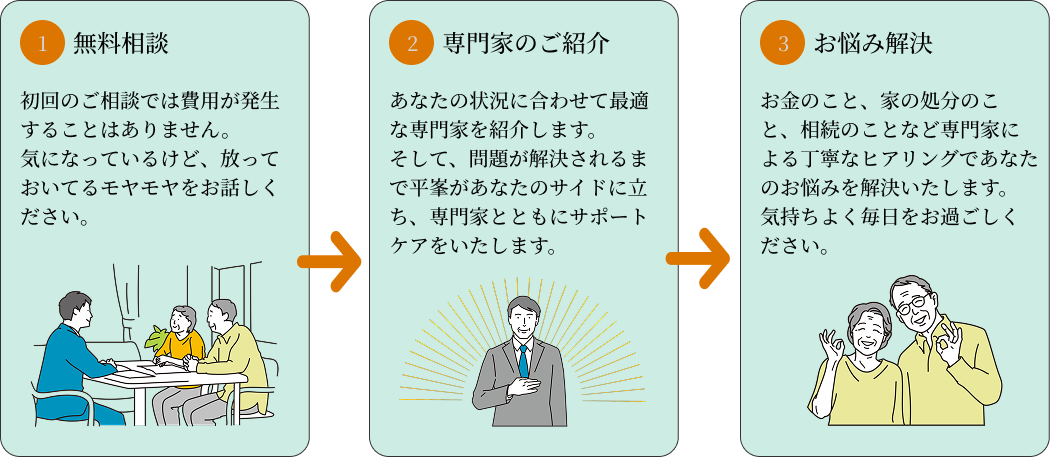 1 無料相談
初回のご相談では費用が発生
することはありません。
気になっているけど、放って
おいてるモヤモヤをお話しく
ださい。
2 専門家のご紹介
あなたの状況に合わせて最適
な専門家を紹介します。
そして、問題が解決されるま
で平峯があなたのサイドに立
ち、専門家とともにサポート
ケアをいたします。
3 お悩み解決
お金のこと、家の処分のこ
と、相続のことなど専門家に
よる丁寧なヒアリングであなた
のお悩みを解決いたします。
気持ちよく毎日をお過ごしく
ださい。